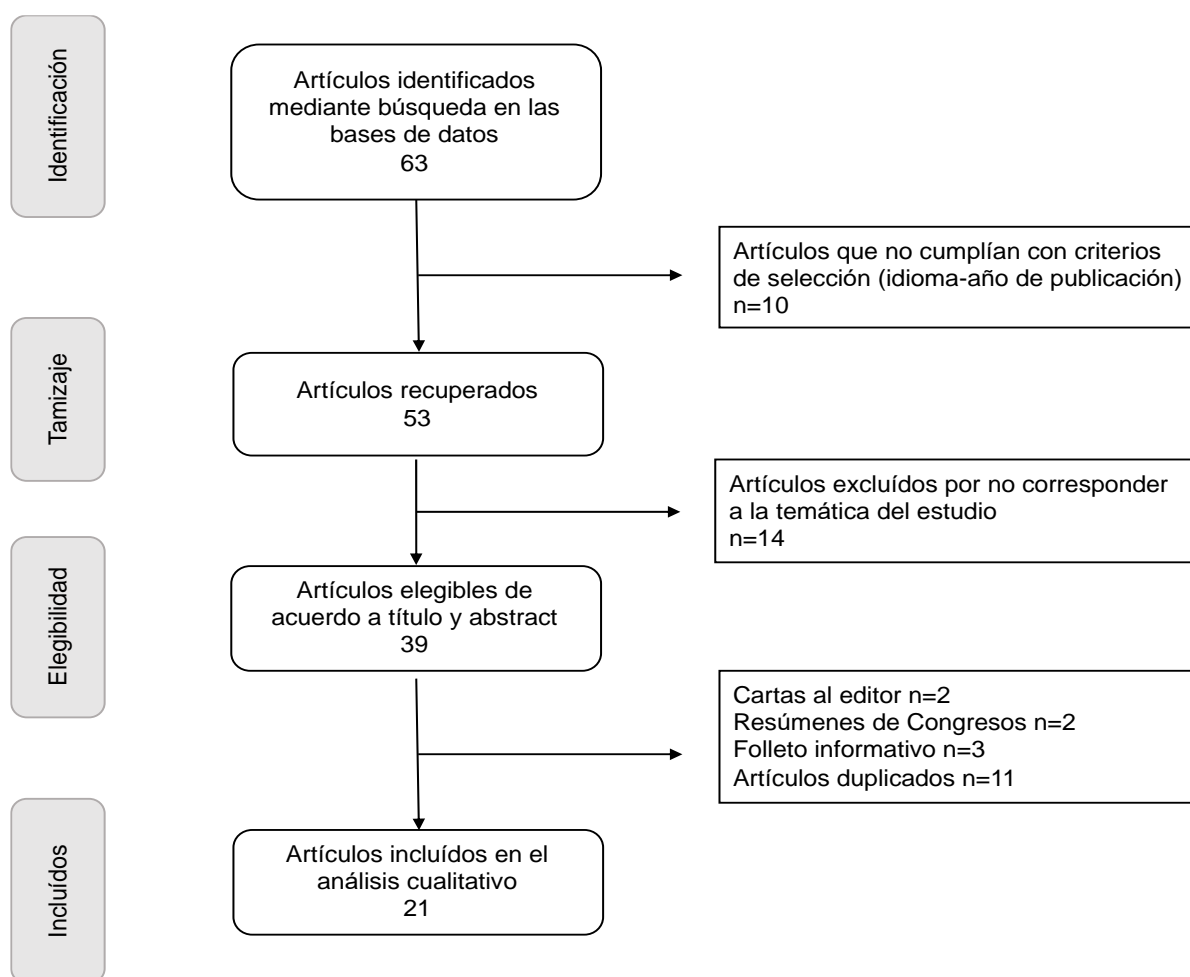 Identificación
Artículos identificados
mediante búsqueda en las
bases de datos
63
Artículos que no cumplían con criterios
de selección (idioma-año de publicación)
n=10
Tamizaje
Artículos recuperados
53
Artículos excluídos por no corresponder
a la temática del estudio
n=14
Elegibilidad
Artículos elegibles de
acuerdo a título y abstract
39
Cartas al editor n=2
Resúmenes de Congresos n=2
Folleto informativo n=3
Artículos duplicados n=11
Incluídos
Artículos incluídos en el
análisis cualitativo
21